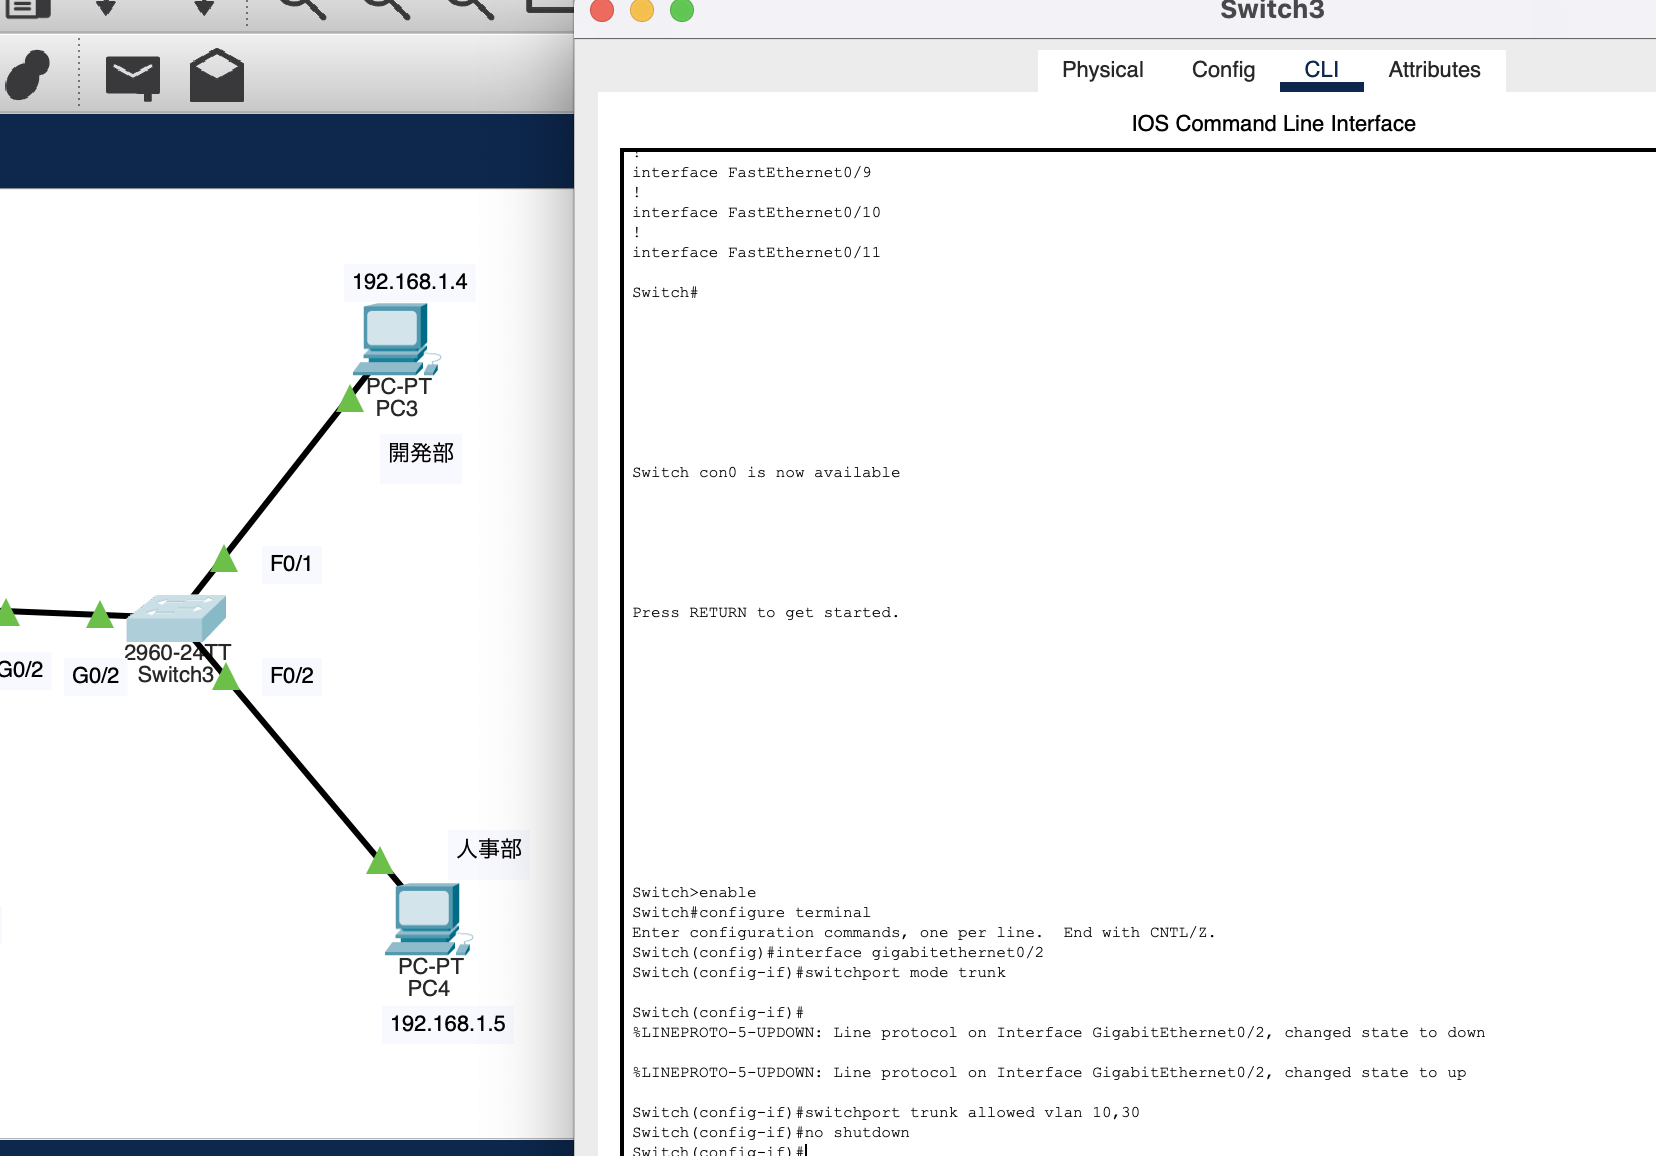 192.168.1.4
PC-PT
PC3
開発部
F0/1
G0/2
G0/2
2960-24TT
Switch3
F0/2
人事部
PC-PT
PC4
192.168.1.5
Switch3
Physical
Config
CLI
Attributes
IOS Command Line Interface
!
interface FastEthernet0/9
!
interface FastEthernet0/10
!
interface FastEthernet0/11
Switch#
Switch con0 is now available
Press RETURN to get started.
Switch>enable
Switch#configure terminal
Enter configuration commands, one per line.  End with CNTL/Z.
Switch(config)#interface gigabitethernet0/2
Switch(config-if)#switchport mode trunk
Switch(config-if)#
%LINEPROTO-5-UPDOWN: Line protocol on Interface GigabitEthernet0/2, changed state to down
%LINEPROTO-5-UPDOWN: Line protocol on Interface GigabitEthernet0/2, changed state to up
Switch(config-if)#switchport trunk allowed vlan 10,30
Switch(config-if)#no shutdown
Switch(config-if)#